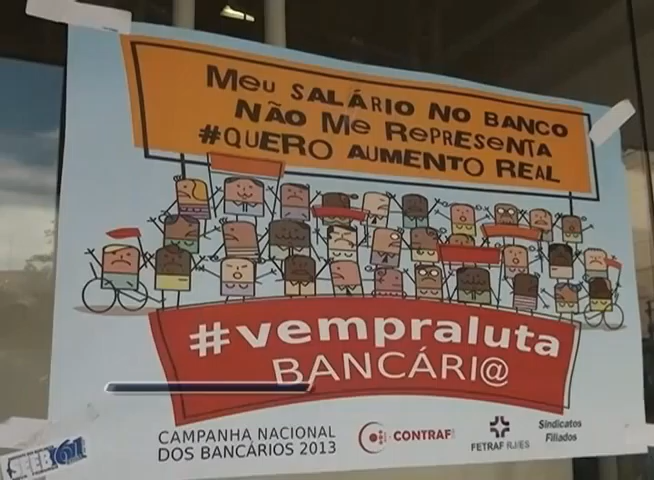 MEU SALÁRIO NO BANCO
NÃO ME REPRESENTA
#QUERO AUMENTO REAL
#vempraluta
BANCÁRI@
CAMPANHA NACIONAL
DOS BANCÁRIOS 2013
CONTRAF
FETRAF RJ/ES
Sindicatos
Filiados
SEEB